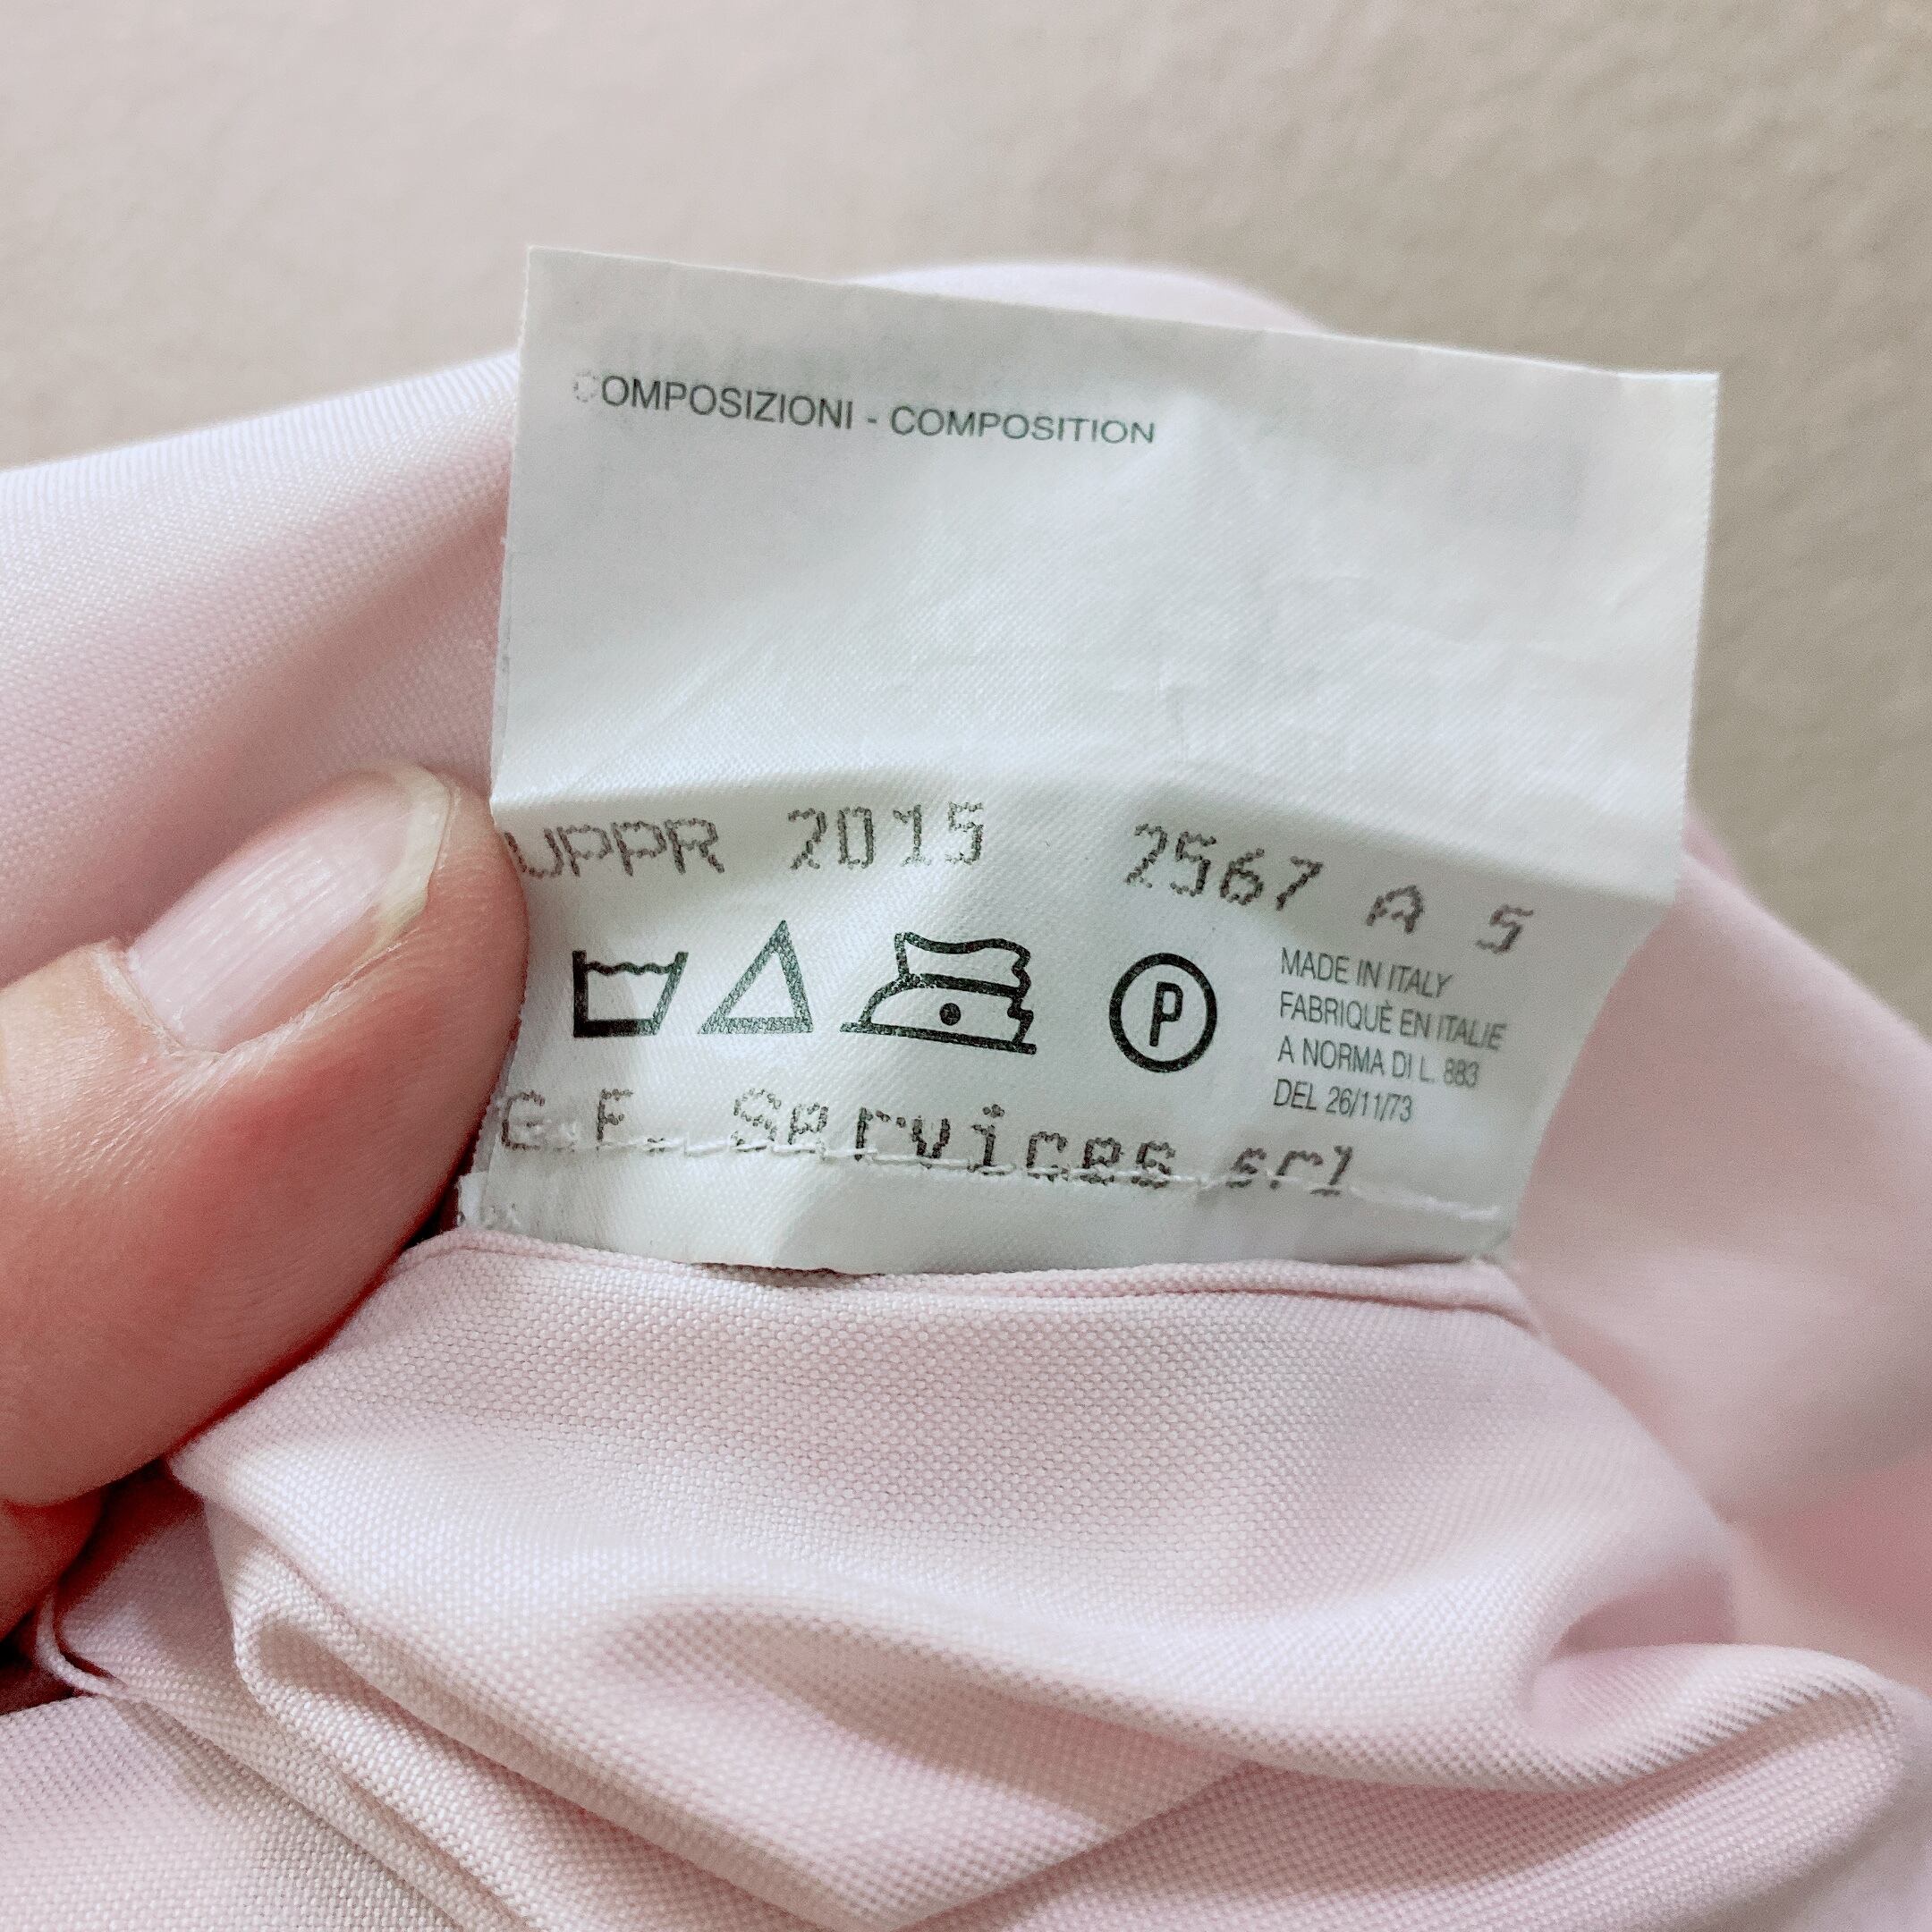 COMPOSIZIONI - COMPOSITION
UPPR 2015 2567 A S
P
MADE IN ITALY
FABRIQUÈ EN ITALIE
A NORMA DI L. 883
DEL 26/11/73
G.F. Services srl